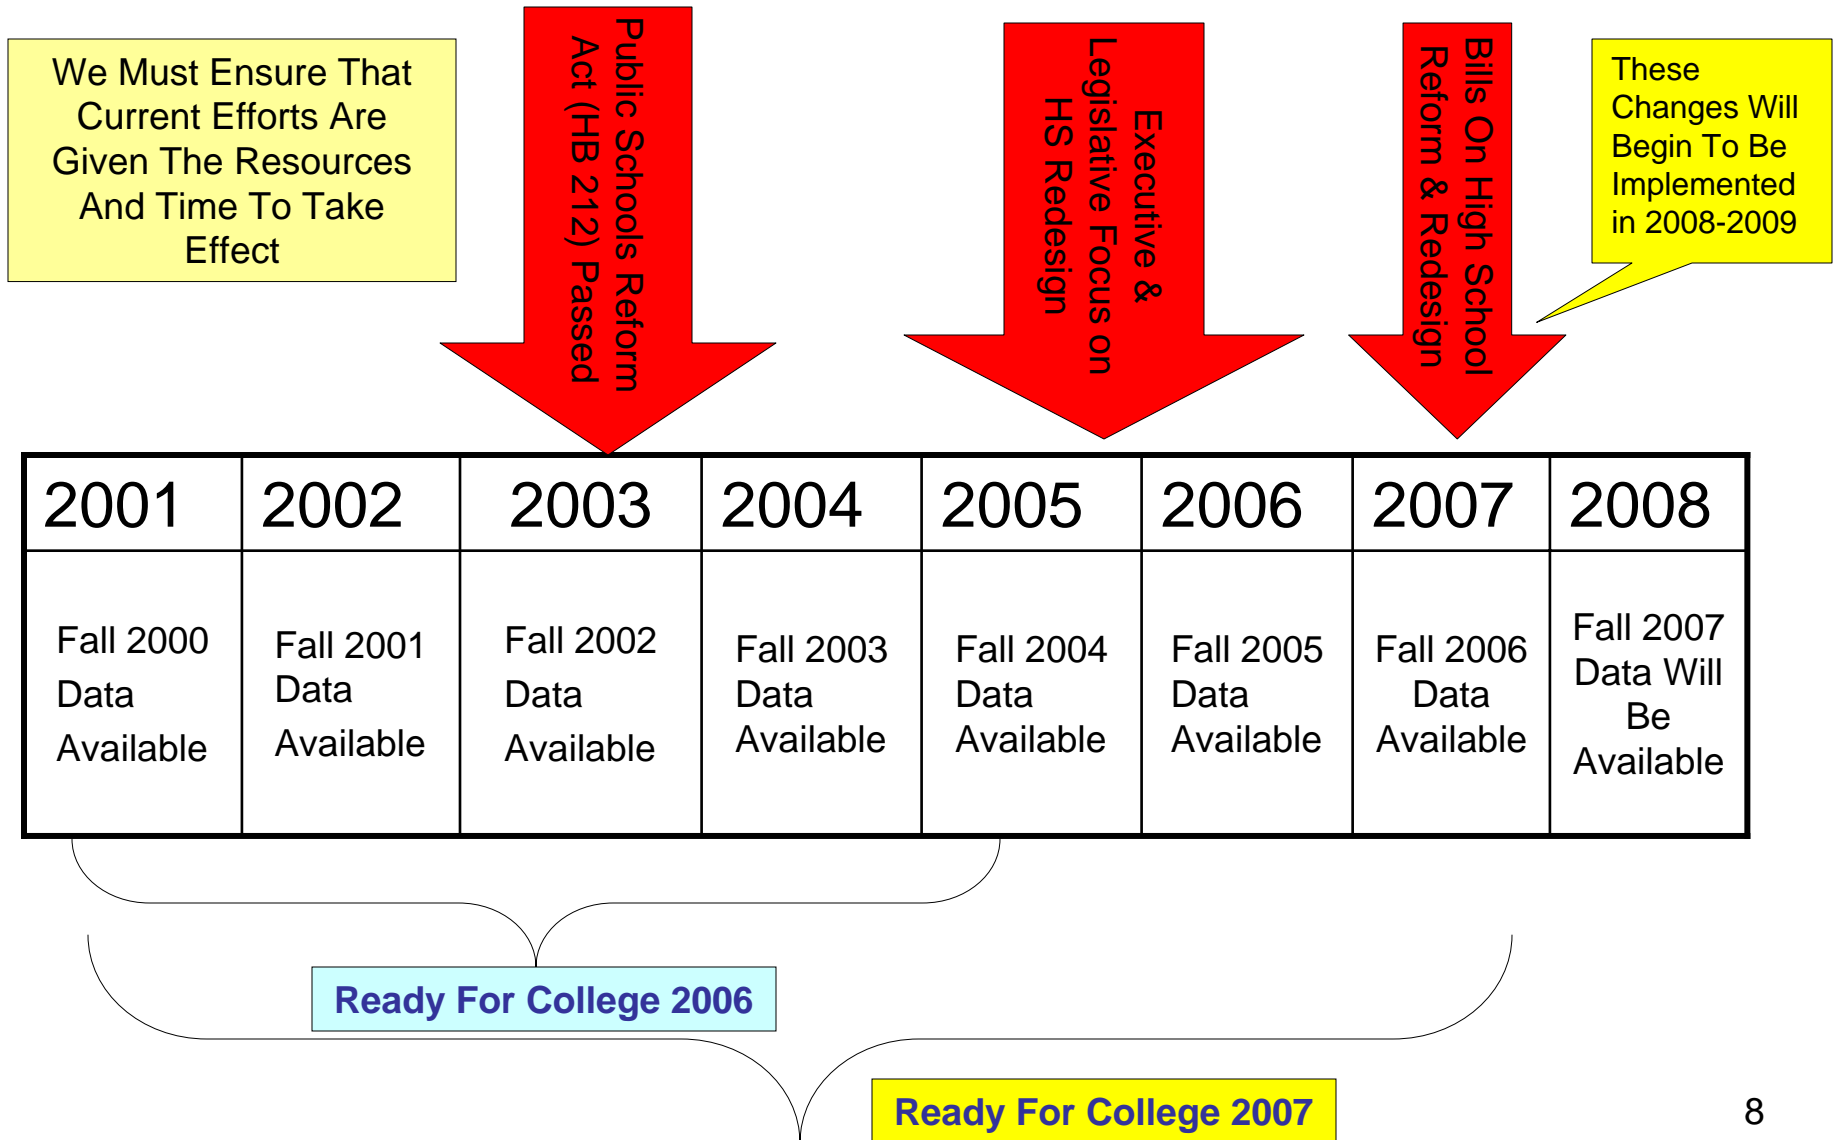 We Must Ensure That
Current Efforts Are
Given The Resources
And Time To Take
Effect
Public Schools Reform
Act (HB 212) Passed
Executive &
Legislative Focus on
HS Redesign
Bills On High School
Reform & Redesign
These
Changes Will
Begin To Be
Implemented
in 2008-2009
2001 2002 2003 2004 2005 2006 2007 2008
Fall 2000
Data
Available
Fall 2001
Data
Available
Fall 2002
Data
Available
Fall 2003
Data
Available
Fall 2004
Data
Available
Fall 2005
Data
Available
Fall 2006
Data
Available
Fall 2007
Data Will
Be
Available
Ready For College 2006
Ready For College 2007
8